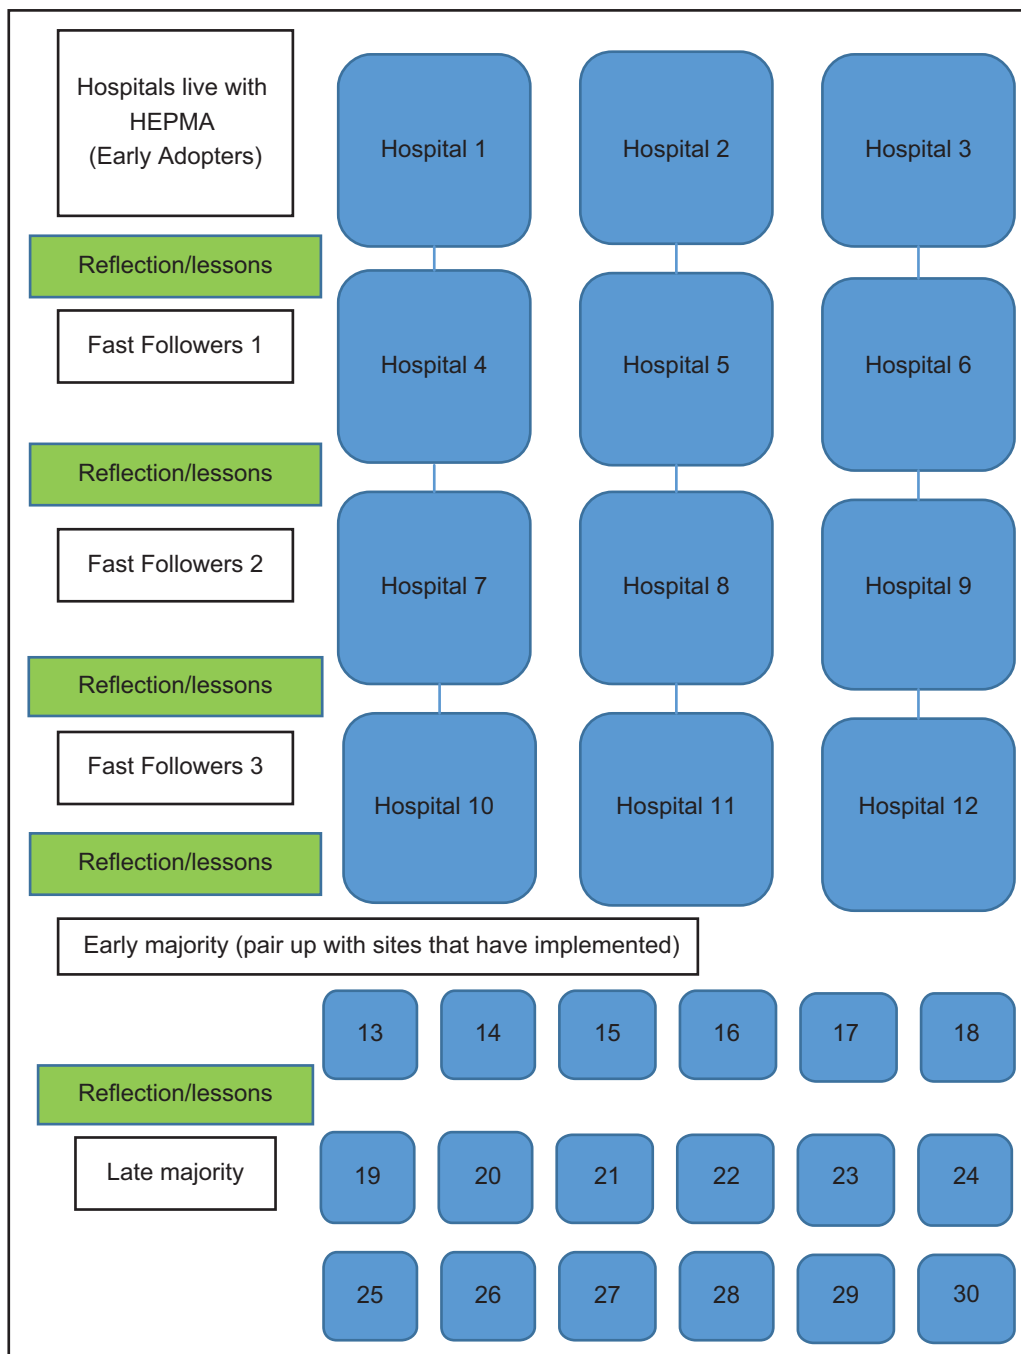 Hospitals live with
HEPMA
(Early Adopters)
Hospital 1
Hospital 2
Hospital 3
Reflection/lessons
Fast Followers 1
Hospital 4
Hospital 5
Hospital 6
Reflection/lessons
Fast Followers 2
Hospital 7
Hospital 8
Hospital 9
Reflection/lessons
Fast Followers 3
Hospital 10
Hospital 11
Hospital 12
Reflection/lessons
Early majority (pair up with sites that have implemented)
13
14
15
16
17
18
Reflection/lessons
Late majority
19
20
21
22
23
24
25
26
27
28
29
30